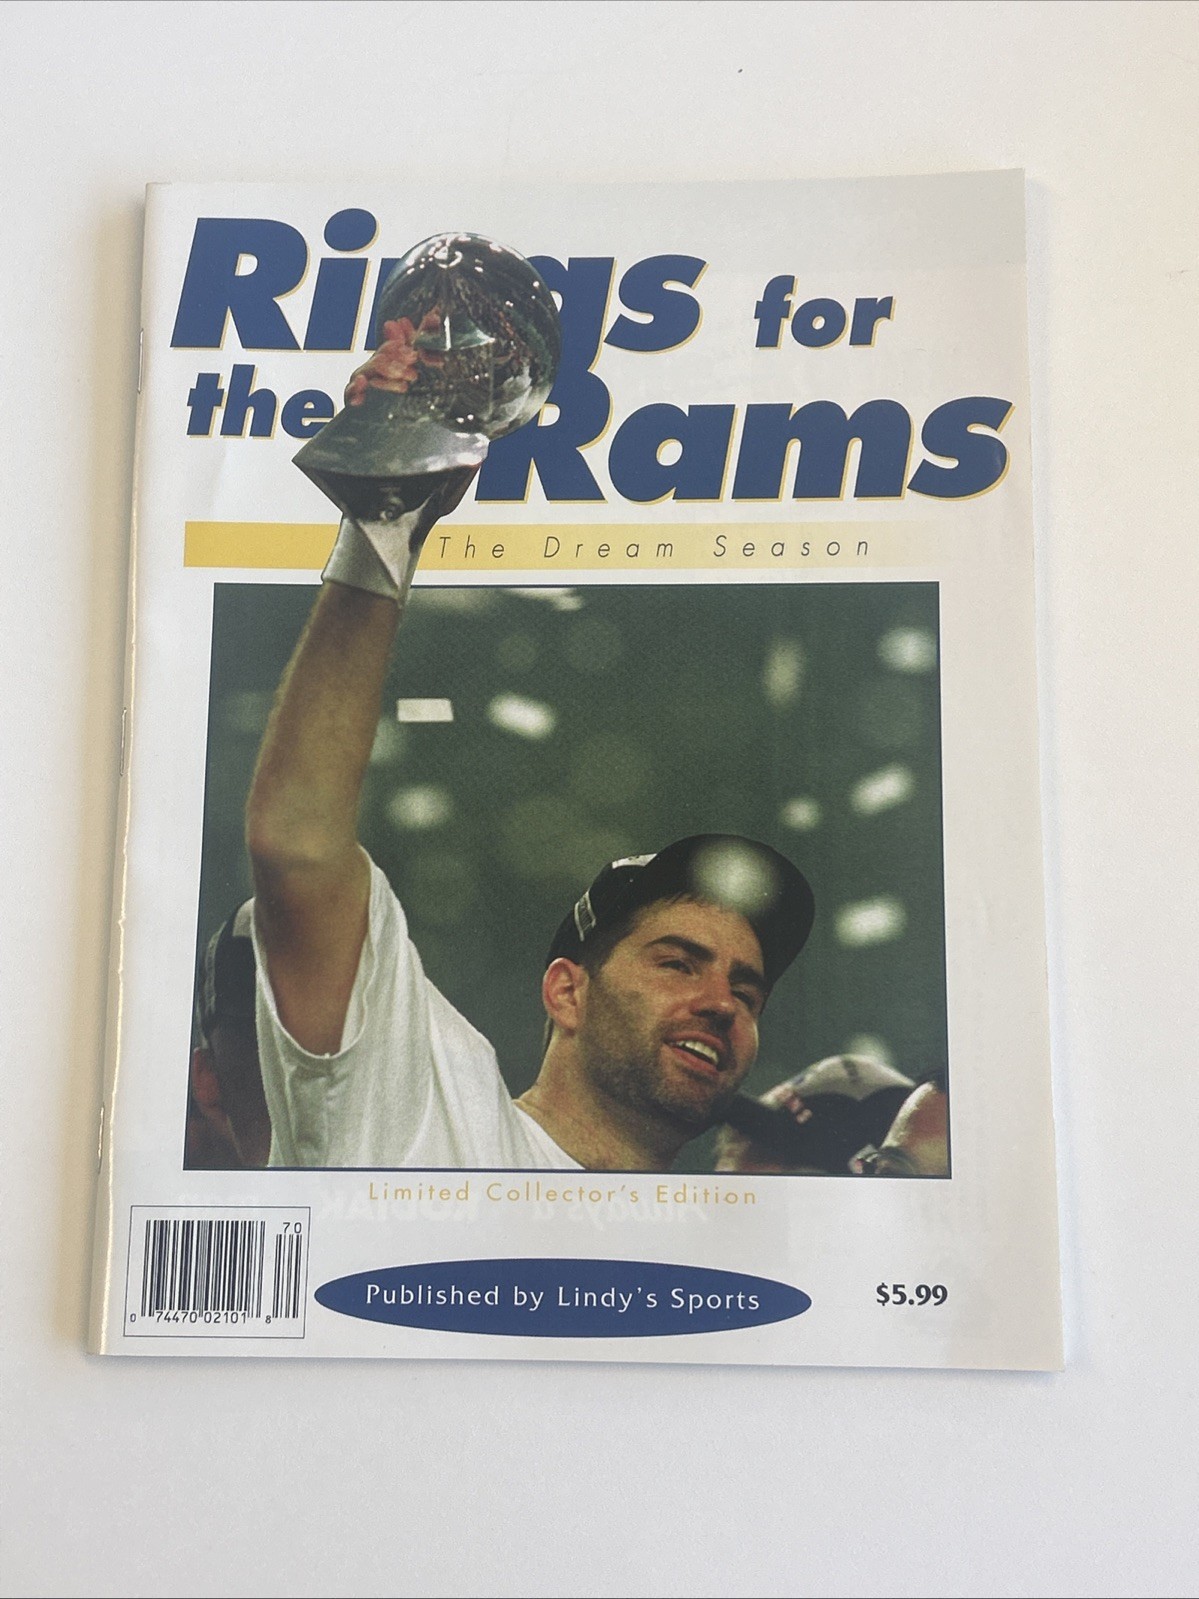 Rings for
the Rams
The Dream Season
Limited Collector's Edition
70
0 74470 02101 8
Published by Lindy's Sports
$5.99